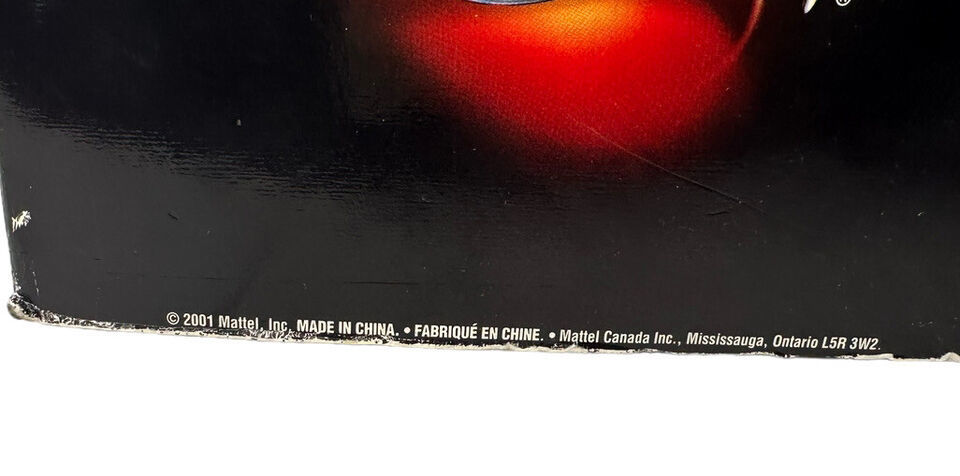 ®
© 2001 Mattel, Inc. MADE IN CHINA. • FABRIQUÉ EN CHINE. • Mattel Canada Inc., Mississauga, Ontario L5R 3W2.